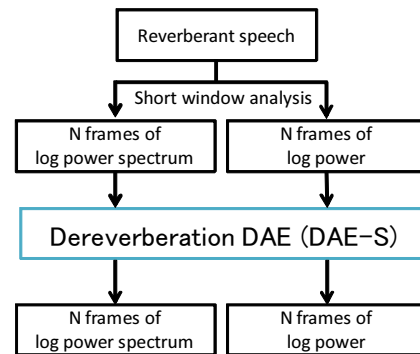 Reverberant speech
Short window analysis
N frames of
log power spectrum
N frames of
log power
Dereverberation DAE (DAE-S)
N frames of
log power spectrum
N frames of
log power